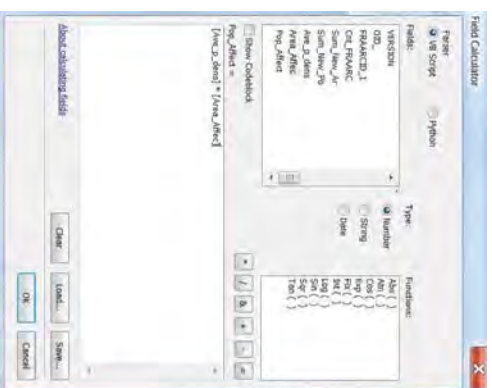 Field Calculator
X
Parser
VB Script
Python
Fields:
VERSION
OID_
FRAARCID_1
Cnt_FRAARC
Sum_New_Ar
Sum_New_Pb
Ave_p_dens
Area_Affec
Pop_Affect
Type:
Number
String
Date
Functions:
Abs ( )
Atn ( )
Cos ( )
Exp ( )
Fix ( )
Int ( )
Log ( )
Sin ( )
Sqr ( )
Tan ( )
Show Codeblock
* / & + - =
Pop_Affect =
[Ave_p_dens] * [Area_Affec]
About calculating fields
Clear
Load...
Save...
OK
Cancel